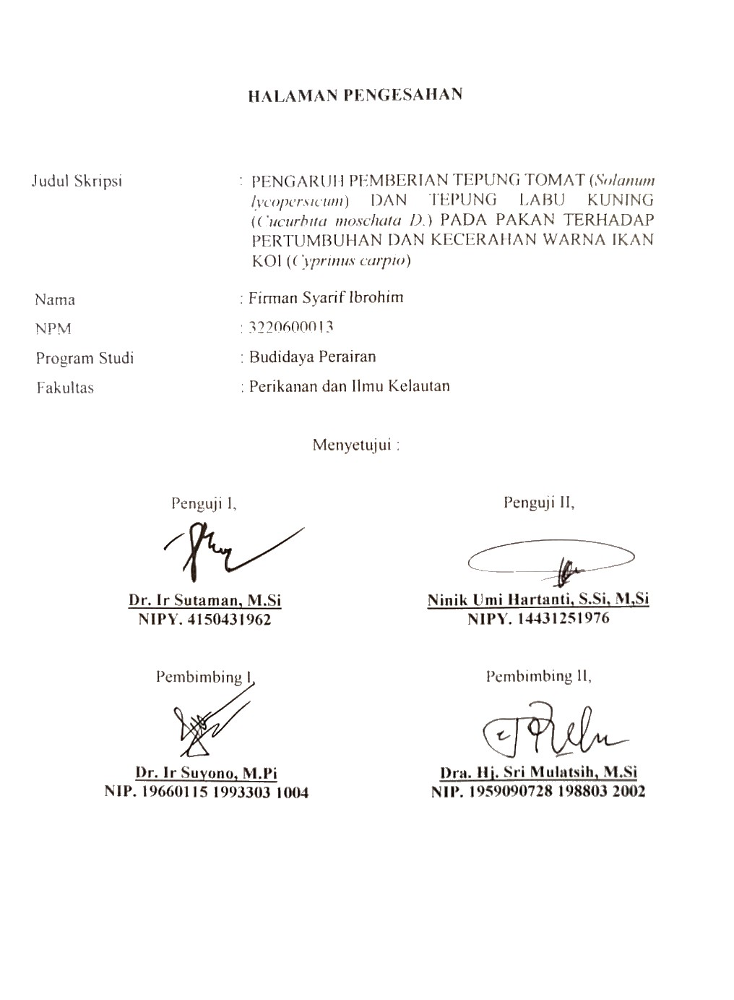 HALAMAN PENGESAHAN
Judul Skripsi : PENGARUH PEMBERIAN TEPUNG TOMAT (Solanum
lycopersicum) DAN TEPUNG LABU KUNING
(Cucurbita moschata D.) PADA PAKAN TERHADAP
PERTUMBUHAN DAN KECERAHAN WARNA IKAN
KOI (Cyprinus carpio)
Nama : Firman Syarif Ibrohim
NPM : 3220600013
Program Studi : Budidaya Perairan
Fakultas : Perikanan dan Ilmu Kelautan
Menyetujui :
Penguji I, Penguji II,
Dr. Ir Sutaman, M.Si Ninik Umi Hartanti, S.Si, M,Si
NIPY. 4150431962 NIPY. 14431251976
Pembimbing I, Pembimbing II,
Dr. Ir Suyono, M.Pi Dra. Hj. Sri Mulatsih, M.Si
NIP. 19660115 1993303 1004 NIP. 1959090728 198803 2002